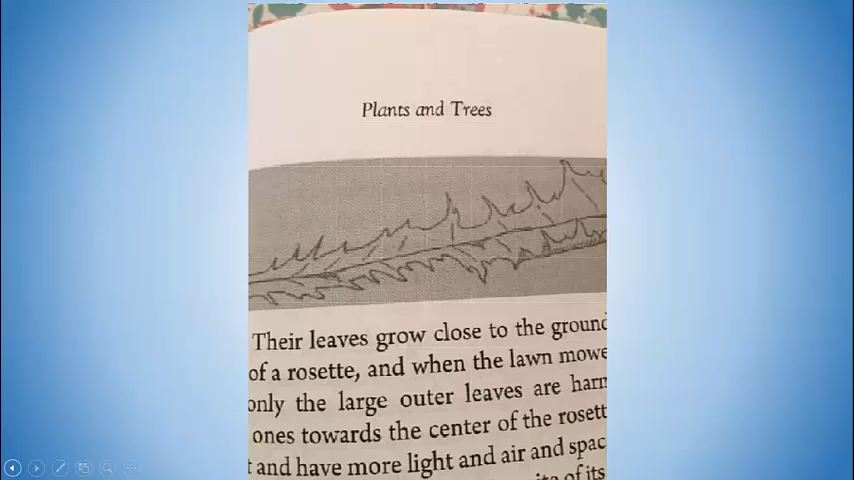 Plants and Trees
Their leaves grow close to the ground
of a rosette, and when the lawn mowe
only the large outer leaves are harm
ones towards the center of the rosett
t and have more light and air and spac
of its